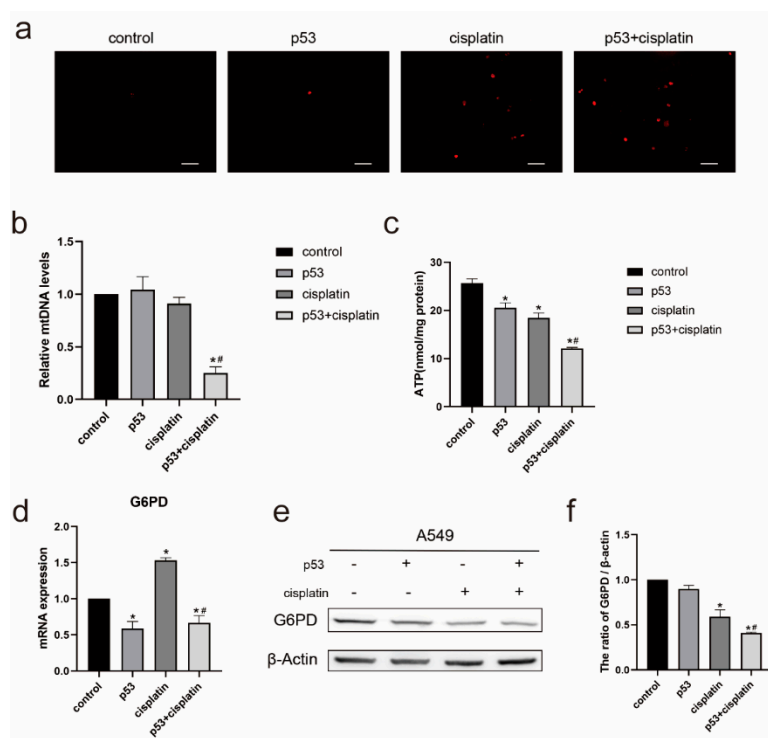 a
control
p53
cisplatin
p53+cisplatin
b
Relative mtDNA levels
1.5
1.0
0.5
0.0
control
p53
cisplatin
p53+cisplatin
*#
control
p53
cisplatin
p53+cisplatin
c
ATP(nmol/mg protein)
30
20
10
0
*
*
*#
control
p53
cisplatin
p53+cisplatin
control
p53
cisplatin
p53+cisplatin
d
G6PD
mRNA expression
2.0
1.5
1.0
0.5
0.0
*
*
*#
control
p53
cisplatin
p53+cisplatin
e
A549
p53 - + - +
cisplatin - - + +
G6PD
β-Actin
f
The ratio of G6PD / β-actin
1.5
1.0
0.5
0.0
*
*#
control
p53
cisplatin
p53+cisplatin